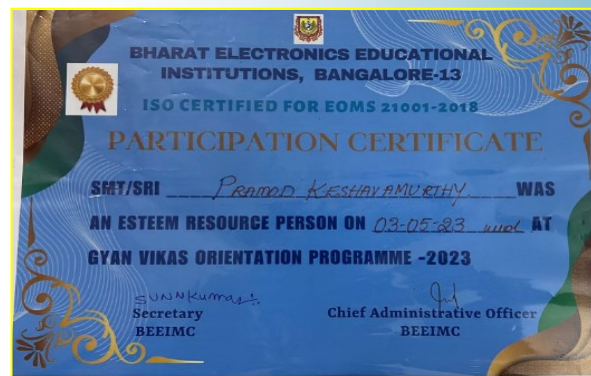 BHARAT ELECTRONICS EDUCATIONAL
INSTITUTIONS, BANGALORE-13
ISO CERTIFIED FOR EOMS 21001-2018
PARTICIPATION CERTIFICATE
SMT/SRI PRAMOD KESHAVAMURTHY WAS
AN ESTEEM RESOURCE PERSON ON 03-05-23 AT
GYAN VIKAS ORIENTATION PROGRAMME -2023
Secretary Chief Administrative Officer
BEEIMC BEEIMC